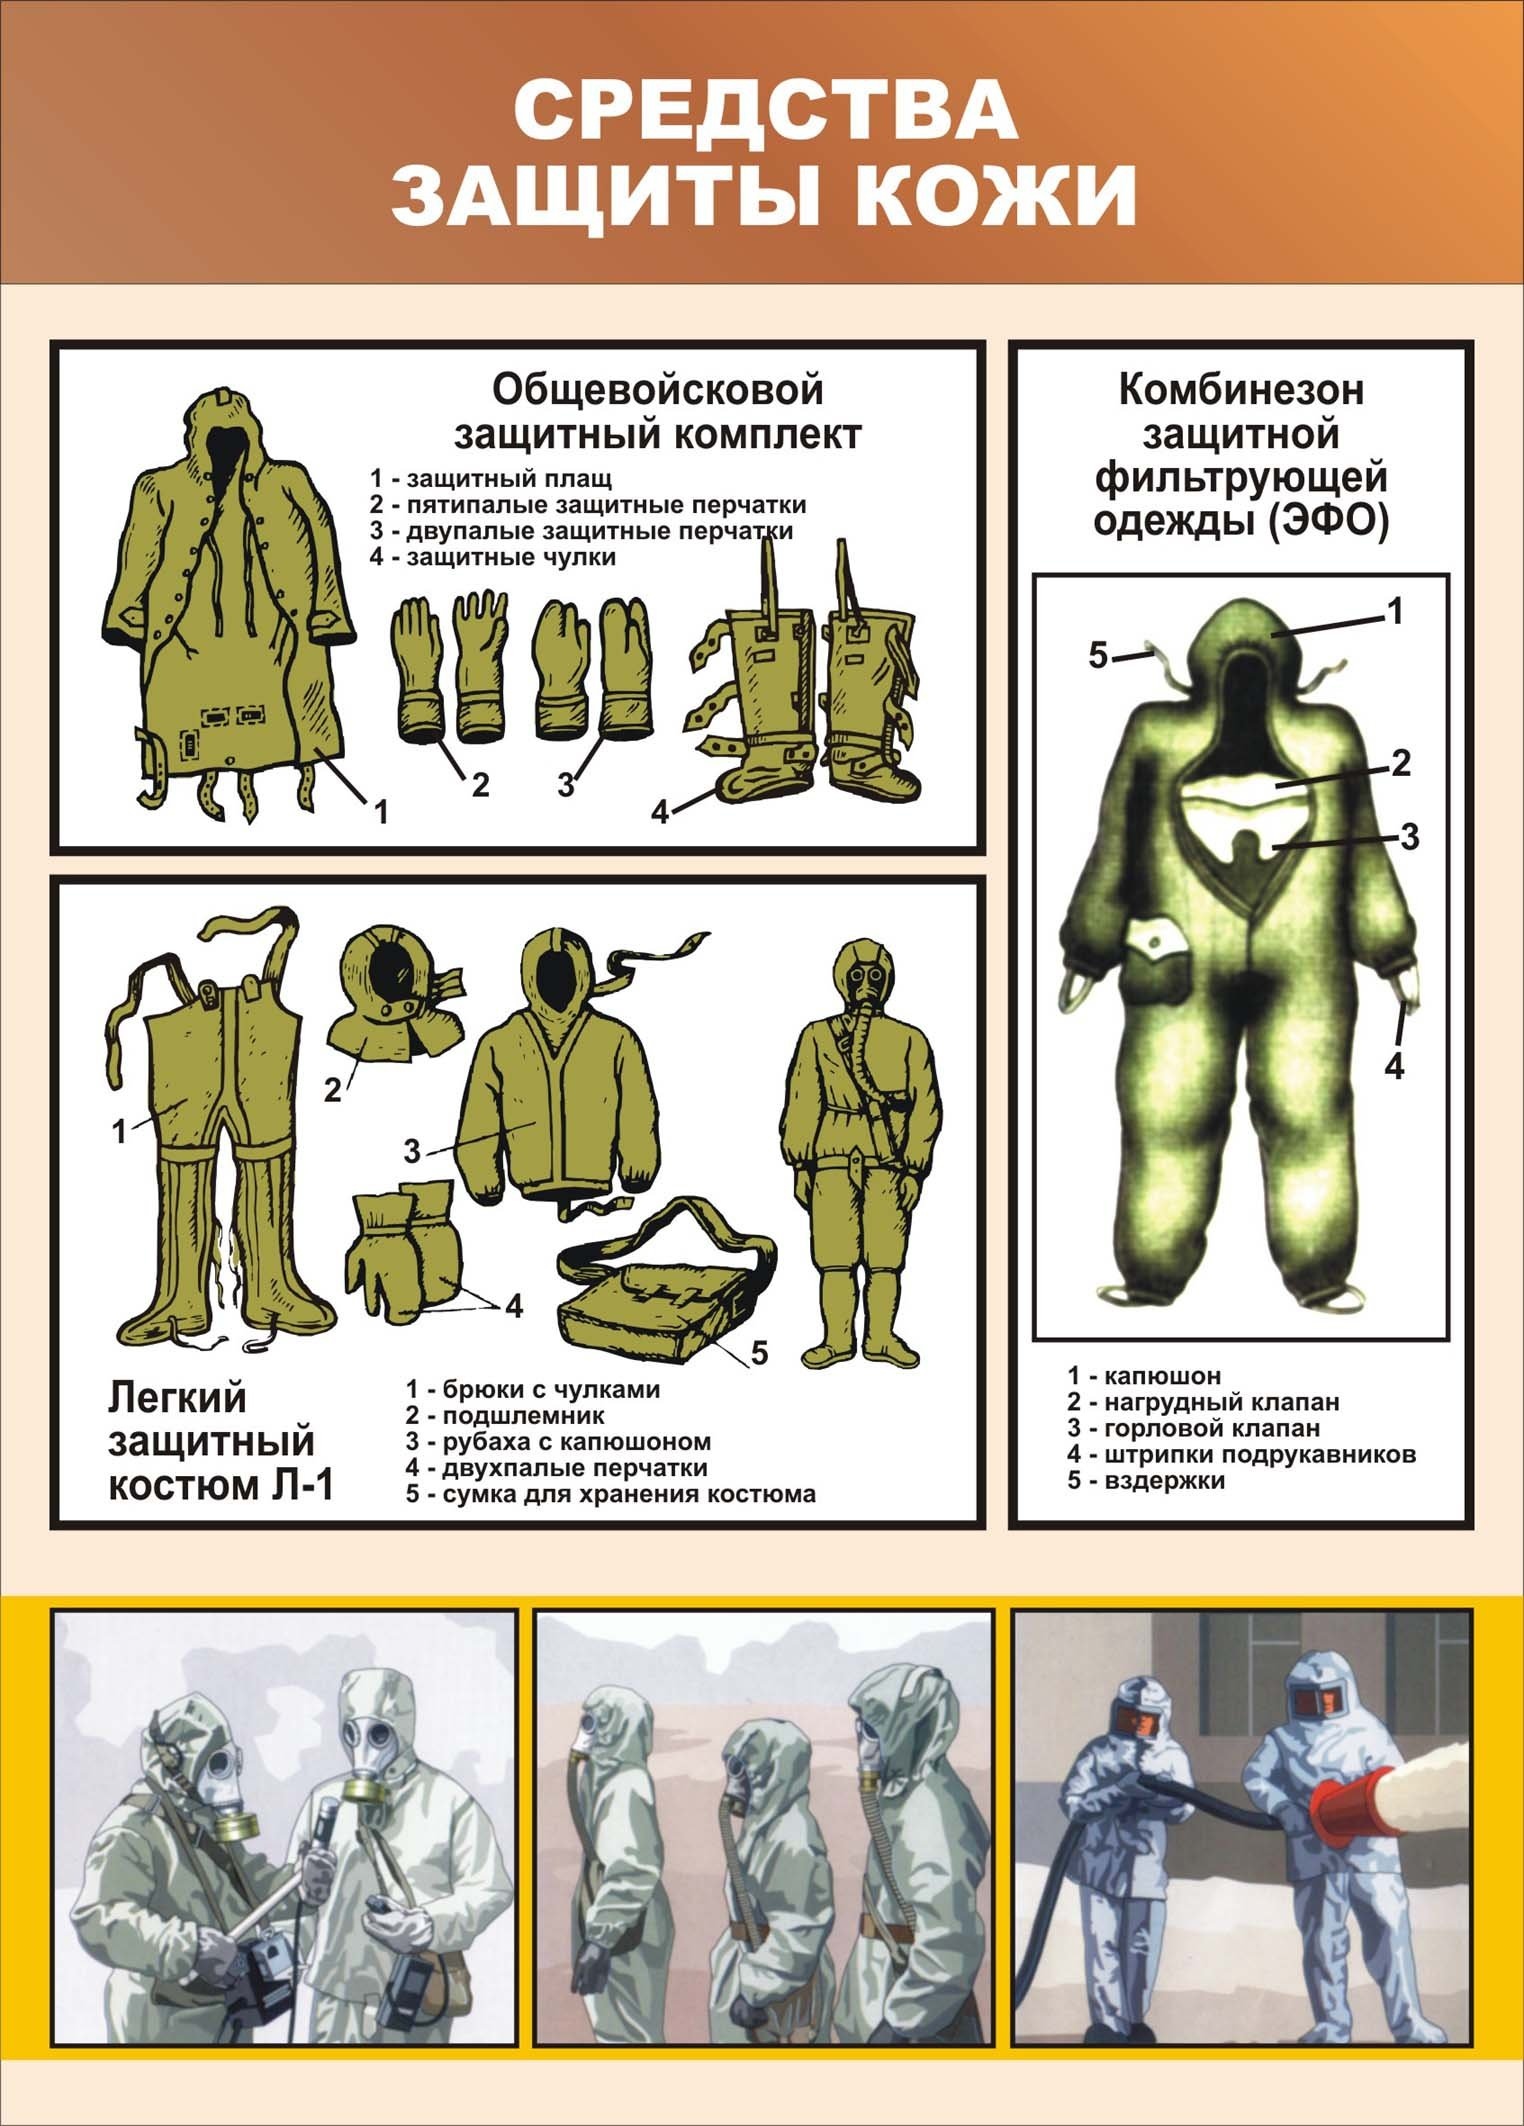 СРЕДСТВА
ЗАЩИТЫ КОЖИ
Общевойсковой
защитный комплект
1 - защитный плащ
2 - пятипалые защитные перчатки
3 - двупалые защитные перчатки
4 - защитные чулки
1
2
3
4
Легкий
защитный
костюм Л-1
1 - брюки с чулками
2 - подшлемник
3 - рубаха с капюшоном
4 - двухпалые перчатки
5 - сумка для хранения костюма
1
2
3
4
5
Комбинезон
защитной
фильтрующей
одежды (ЭФО)
1
5
2
3
4
1 - капюшон
2 - нагрудный клапан
3 - горловой клапан
4 - штрипки подрукавников
5 - вздержки